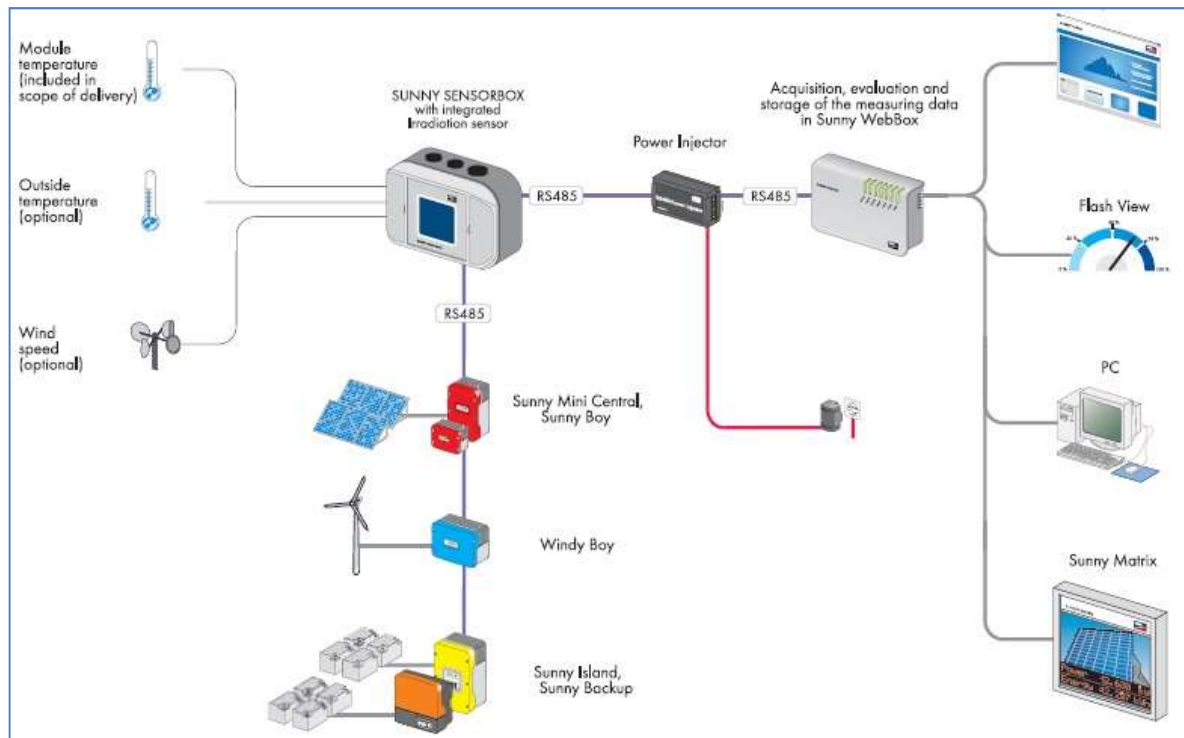 Module
temperature
(included in
scope of delivery)
SUNNY SENSORBOX
with integrated
Irradiation sensor
Power Injector
Acquisition, evaluation and
storage of the measuring data
in Sunny WebBox
Outside
temperature
(optional)
RS485
RS485
Flash View
RS485
Wind
speed
(optional)
PC
Sunny Mini Central,
Sunny Boy
Windy Boy
Sunny Matrix
Sunny Island,
Sunny Backup